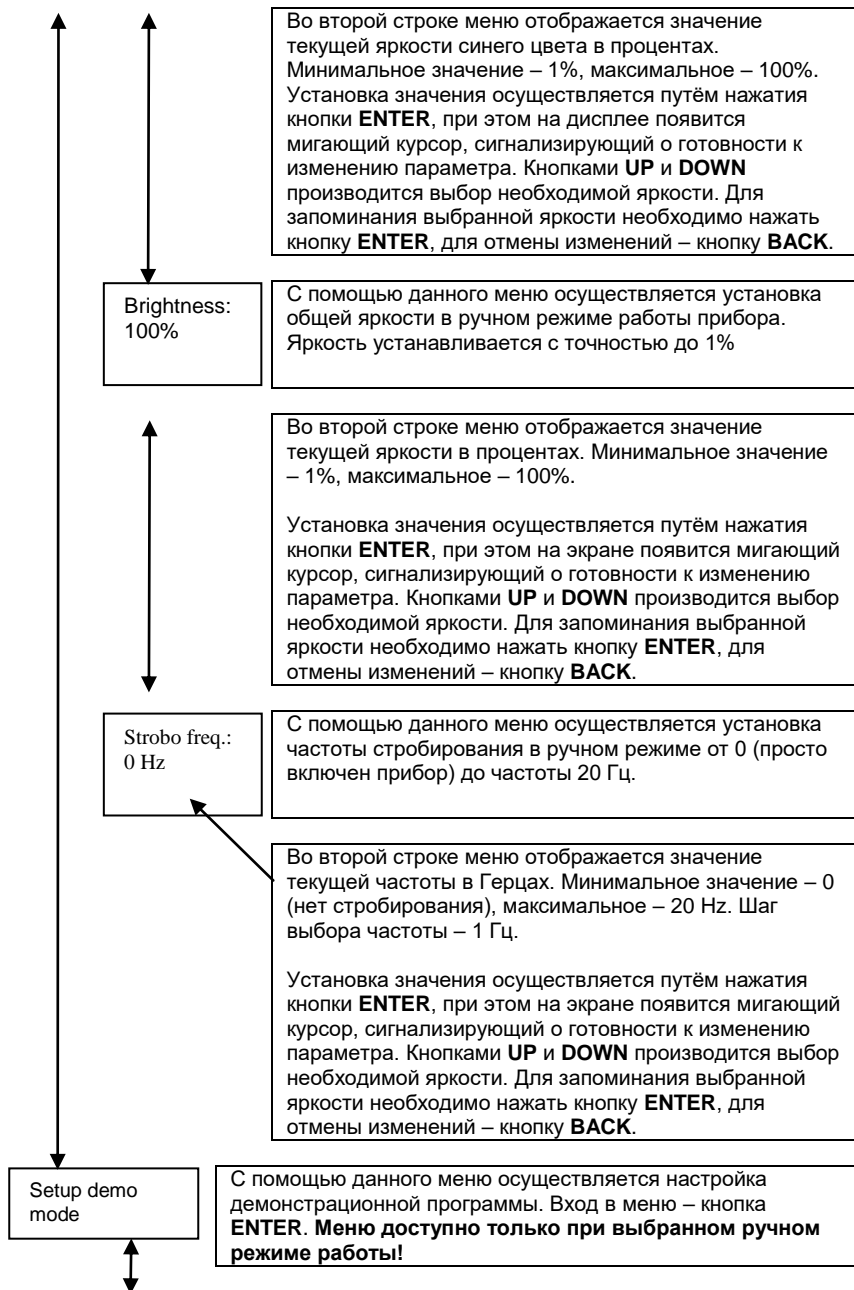 Во второй строке меню отображается значение
текущей яркости синего цвета в процентах.
Минимальное значение – 1%, максимальное – 100%.
Установка значения осуществляется путём нажатия
кнопки ENTER, при этом на дисплее появится
мигающий курсор, сигнализирующий о готовности к
изменению параметра. Кнопками UP и DOWN
производится выбор необходимой яркости. Для
запоминания выбранной яркости необходимо нажать
кнопку ENTER, для отмены изменений – кнопку BACK.
Brightness:
100%
С помощью данного меню осуществляется установка
общей яркости в ручном режиме работы прибора.
Яркость устанавливается с точностью до 1%
Во второй строке меню отображается значение
текущей яркости в процентах. Минимальное значение
– 1%, максимальное – 100%.
Установка значения осуществляется путём нажатия
кнопки ENTER, при этом на экране появится мигающий
курсор, сигнализирующий о готовности к изменению
параметра. Кнопками UP и DOWN производится выбор
необходимой яркости. Для запоминания выбранной
яркости необходимо нажать кнопку ENTER, для
отмены изменений – кнопку BACK.
Strobo freq.:
0 Hz
С помощью данного меню осуществляется установка
частоты стробирования в ручном режиме от 0 (просто
включен прибор) до частоты 20 Гц.
Во второй строке меню отображается значение
текущей частоты в Герцах. Минимальное значение – 0
(нет стробирования), максимальное – 20 Hz. Шаг
выбора частоты – 1 Гц.
Установка значения осуществляется путём нажатия
кнопки ENTER, при этом на экране появится мигающий
курсор, сигнализирующий о готовности к изменению
параметра. Кнопками UP и DOWN производится выбор
необходимой яркости. Для запоминания выбранной
яркости необходимо нажать кнопку ENTER, для
отмены изменений – кнопку BACK.
Setup demo
mode
С помощью данного меню осуществляется настройка
демонстрационной программы. Вход в меню – кнопка
ENTER. Меню доступно только при выбранном ручном
режиме работы!